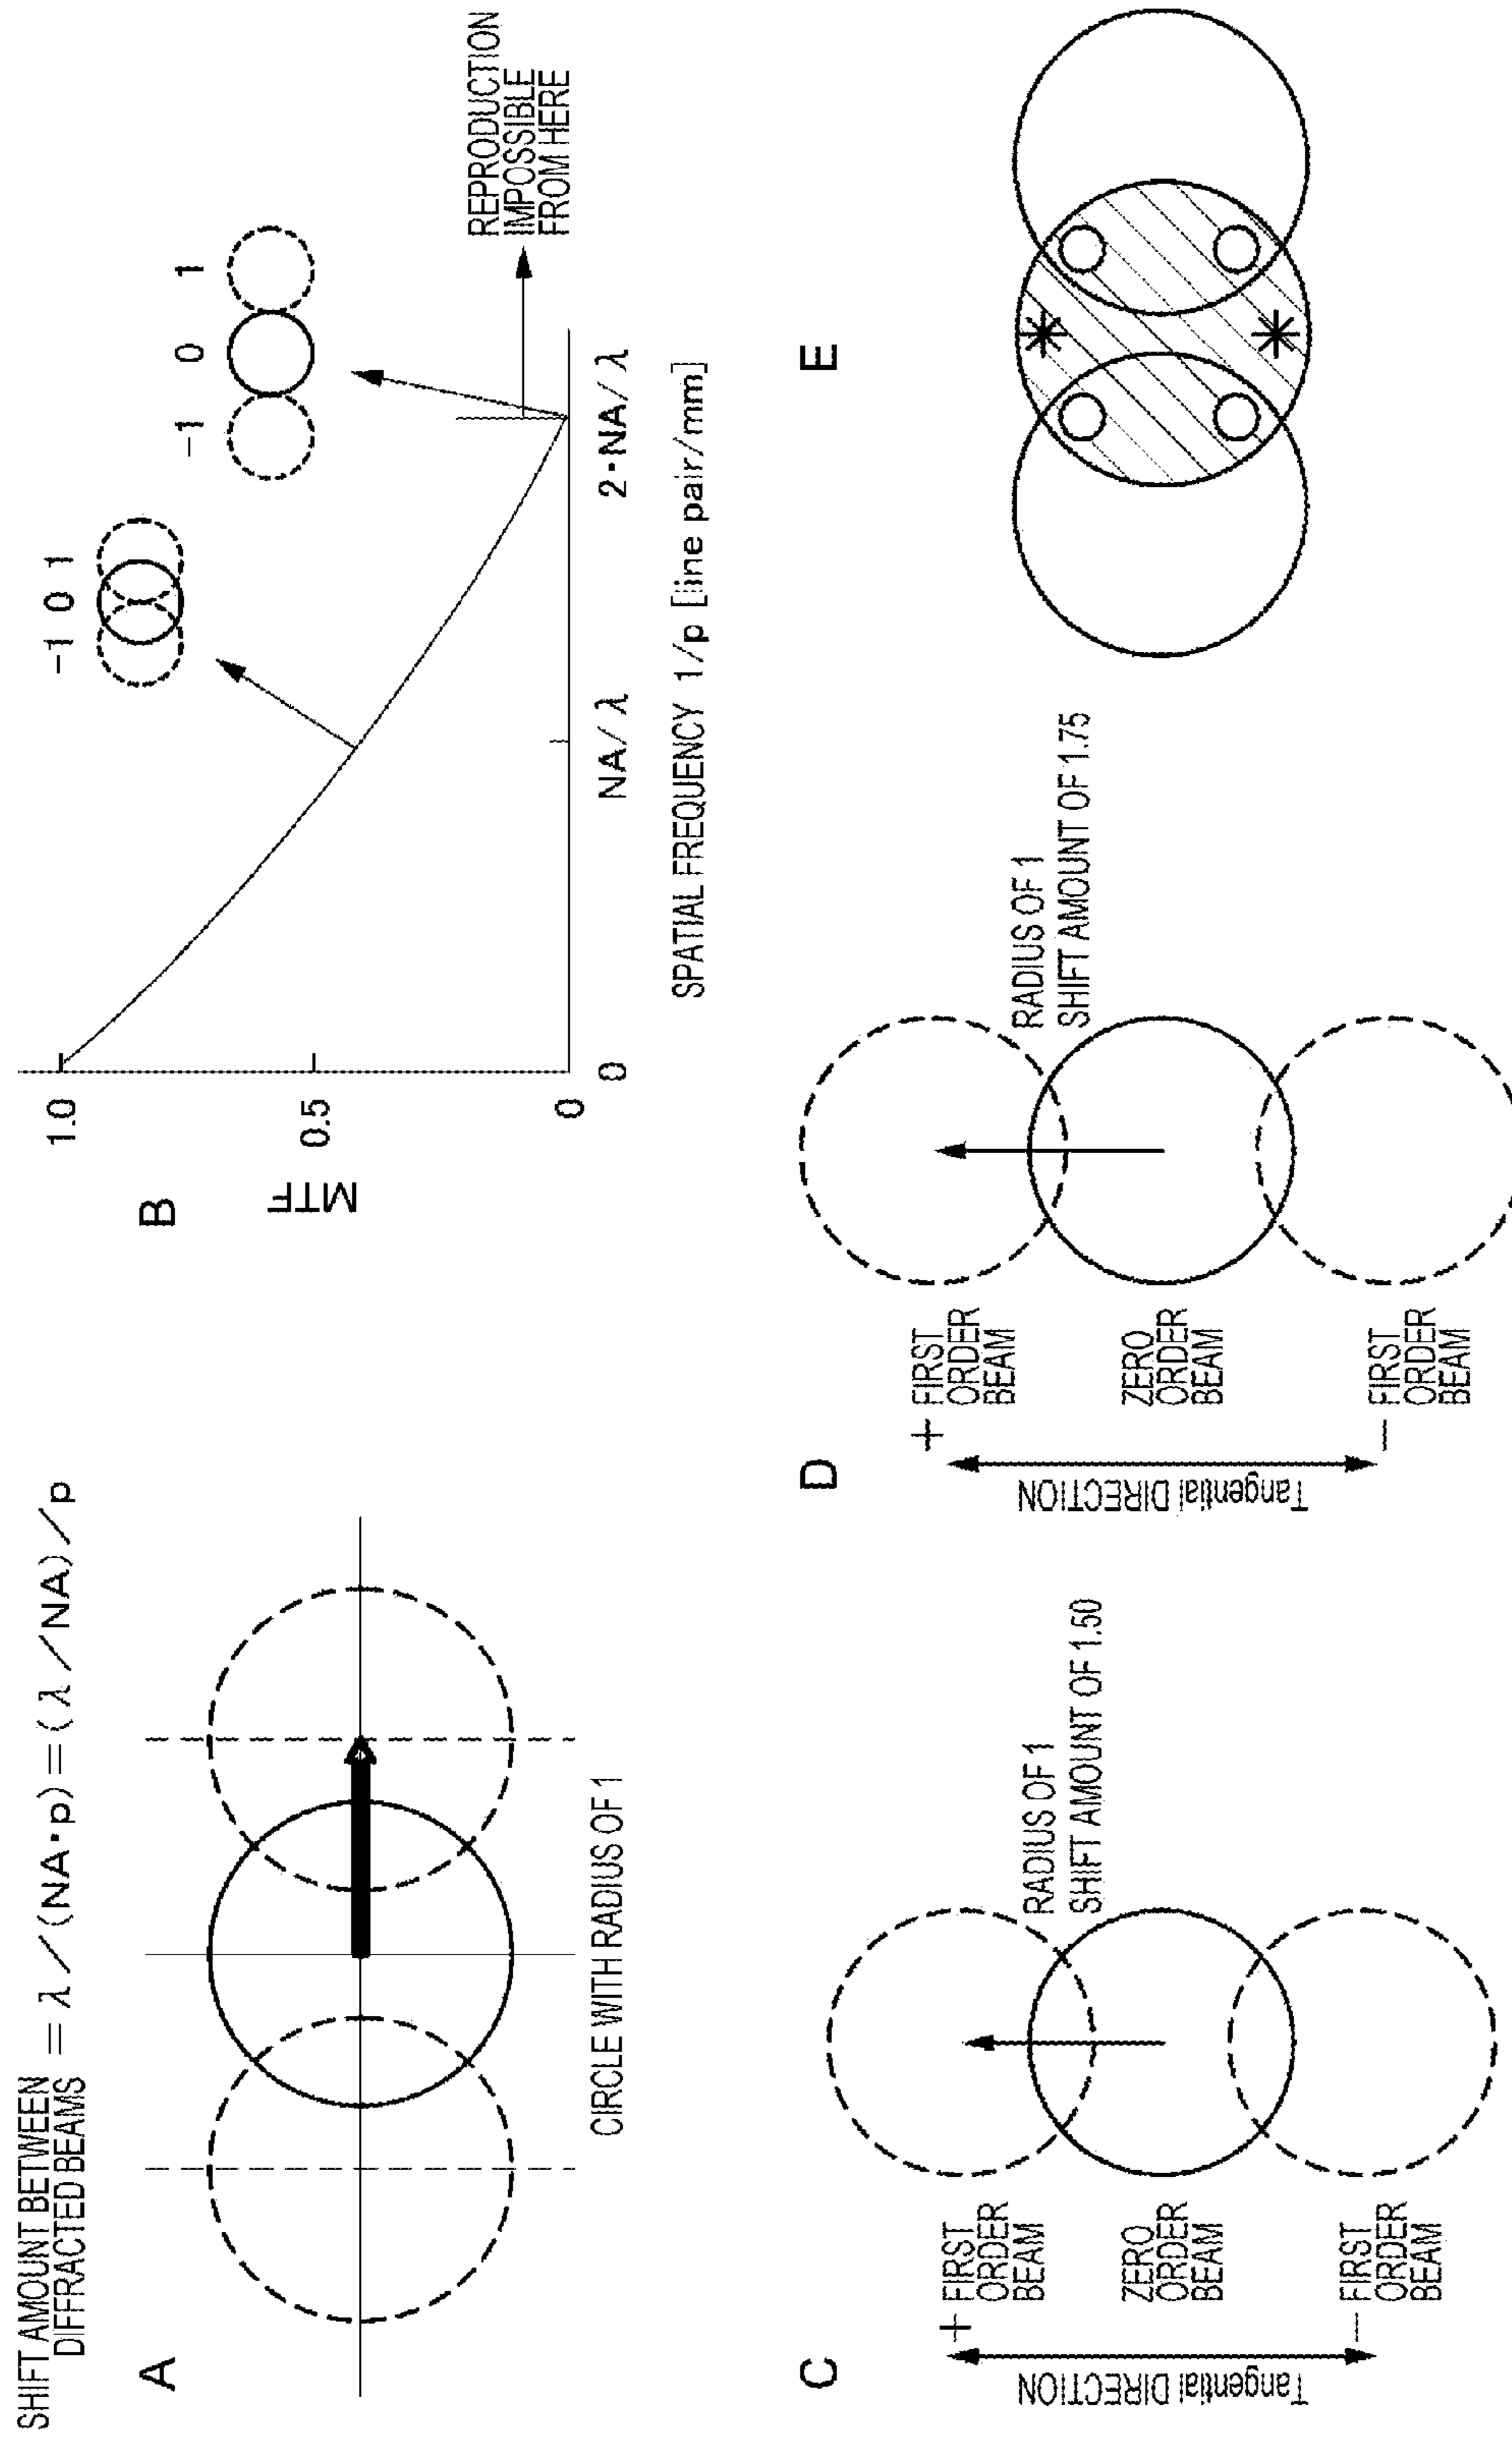 SHIFT AMOUNT BETWEEN
DIFFRACTED BEAMS = λ/(NA・p)=(λ/NA)/p
A
CIRCLE WITH RADIUS OF 1
B
MTF
1.0
0.5
0
0
NA/λ
2・NA/λ
SPATIAL FREQUENCY 1/p [line pair/mm]
-1 0 1
-1 0 1
REPRODUCTION
IMPOSSIBLE
FROM HERE
C
Tangential DIRECTION
+ FIRST
ORDER
BEAM
ZERO
ORDER
BEAM
− FIRST
ORDER
BEAM
RADIUS OF 1
SHIFT AMOUNT OF 1.50
D
Tangential DIRECTION
+ FIRST
ORDER
BEAM
ZERO
ORDER
BEAM
− FIRST
ORDER
BEAM
RADIUS OF 1
SHIFT AMOUNT OF 1.75
E